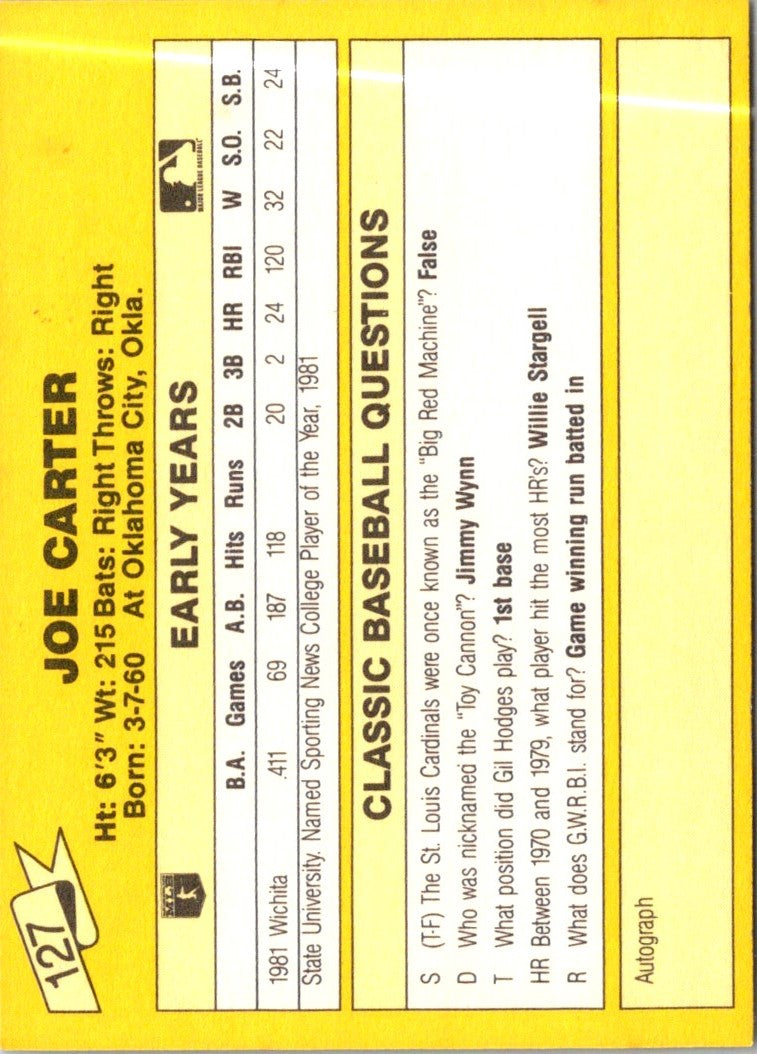 127
JOE CARTER
Ht: 6'3" Wt: 215 Bats: Right Throws: Right
Born: 3-7-60 At Oklahoma City, Okla.
EARLY YEARS
MAJOR LEAGUE BASEBALL
B.A. Games A.B. Hits Runs 2B 3B HR RBI W S.O. S.B.
1981 Wichita .411 69 187 118 20 2 24 120 32 22 24
State University. Named Sporting News College Player of the Year, 1981
CLASSIC BASEBALL QUESTIONS
S (T-F) The St. Louis Cardinals were once known as the "Big Red Machine"? False
D Who was nicknamed the "Toy Cannon"? Jimmy Wynn
T What position did Gil Hodges play? 1st base
HR Between 1970 and 1979, what player hit the most HR's? Willie Stargell
R What does G.W.R.B.I. stand for? Game winning run batted in
Autograph